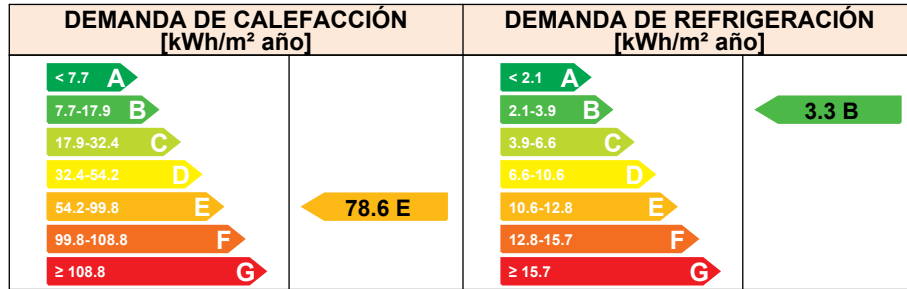 DEMANDA DE CALEFACCIÓN
[kWh/m² año]
< 7.7 A
7.7-17.9 B
17.9-32.4 C
32.4-54.2 D
54.2-99.8 E
99.8-108.8 F
≥ 108.8 G
78.6 E
DEMANDA DE REFRIGERACIÓN
[kWh/m² año]
< 2.1 A
2.1-3.9 B
3.9-6.6 C
6.6-10.6 D
10.6-12.8 E
12.8-15.7 F
≥ 15.7 G
3.3 B